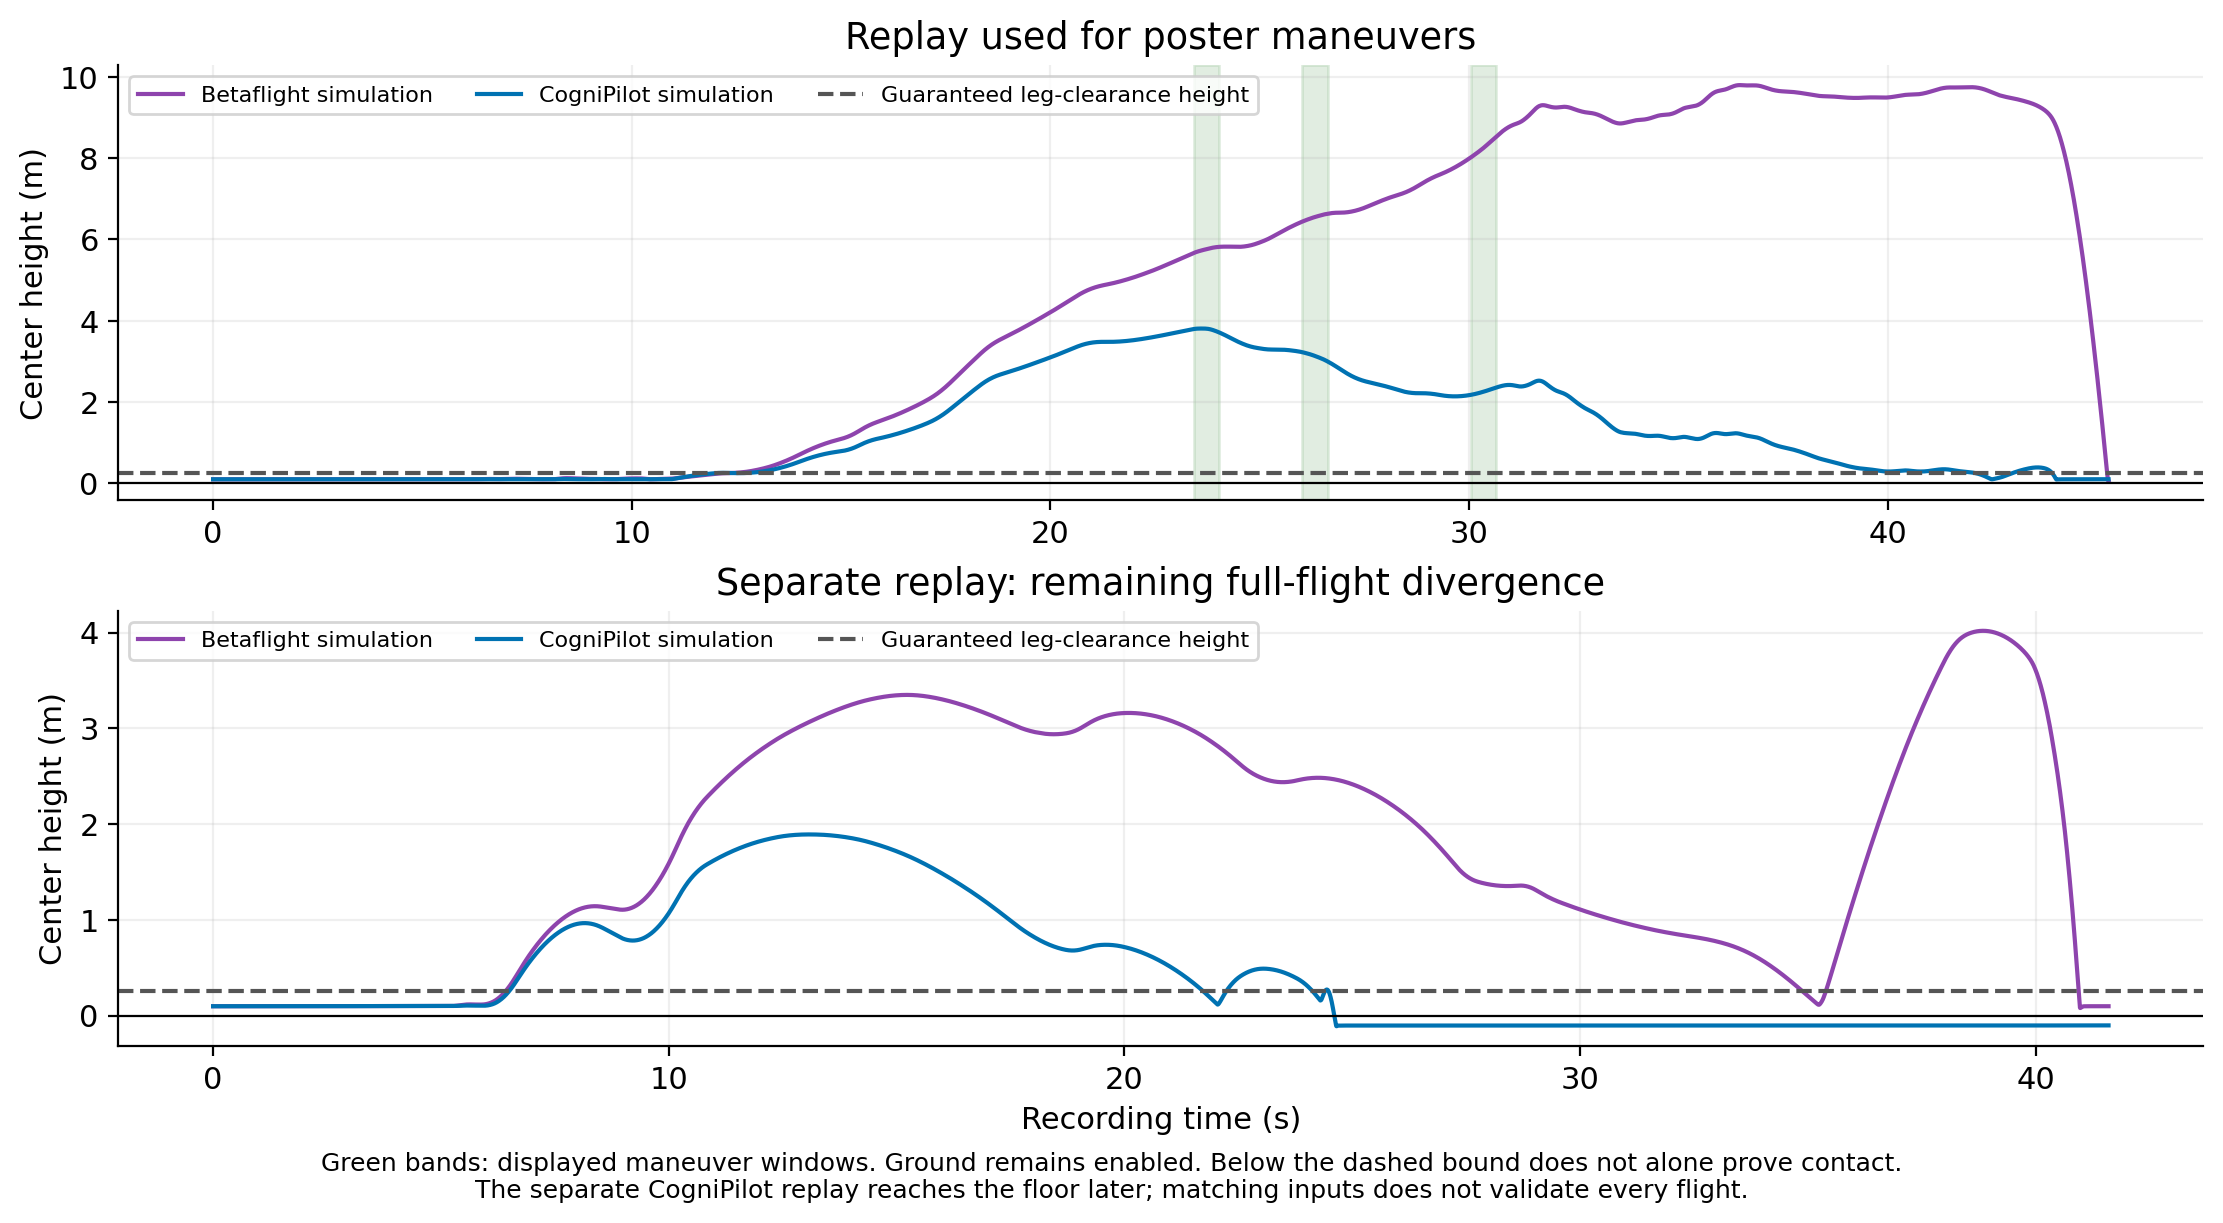 Replay used for poster maneuvers
Betaflight simulation
CogniPilot simulation
Guaranteed leg-clearance height
Center height (m)
10
8
6
4
2
0
0
10
20
30
40
Separate replay: remaining full-flight divergence
Betaflight simulation
CogniPilot simulation
Guaranteed leg-clearance height
Center height (m)
4
3
2
1
0
0
10
20
30
40
Recording time (s)
Green bands: displayed maneuver windows. Ground remains enabled. Below the dashed bound does not alone prove contact.
The separate CogniPilot replay reaches the floor later; matching inputs does not validate every flight.